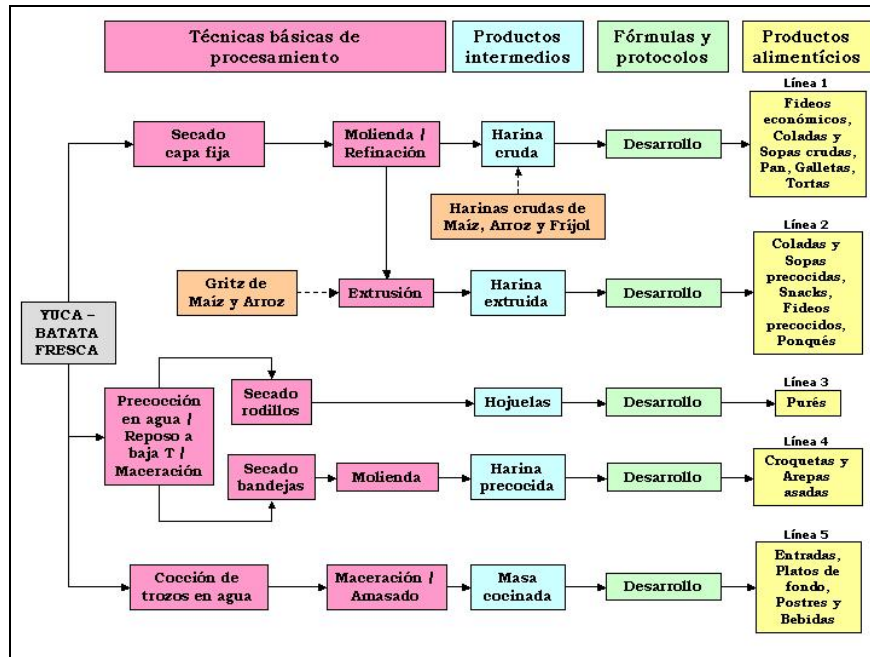 Técnicas básicas de
procesamiento
Productos
intermedios
Fórmulas y
protocolos
Productos
alimentícios
Línea 1
Secado
capa fija
Molienda /
Refinación
Harina
cruda
Desarrollo
Fideos
económicos,
Coladas y
Sopas crudas,
Pan, Galletas,
Tortas
Harinas crudas de
Maíz, Arroz y Fríjol
Línea 2
Gritz de
Maíz y Arroz
Extrusión
Harina
extruida
Desarrollo
Coladas y
Sopas
precocidas,
Snacks,
Fideos
precocidos,
Ponqués
YUCA –
BATATA
FRESCA
Línea 3
Precocción
en agua /
Reposo a
baja T /
Maceración
Secado
rodillos
Hojuelas
Desarrollo
Purés
Línea 4
Secado
bandejas
Molienda
Harina
precocida
Desarrollo
Croquetas y
Arepas
asadas
Línea 5
Cocción de
trozos en agua
Maceración /
Amasado
Masa
cocinada
Desarrollo
Entradas,
Platos de
fondo,
Postres y
Bebidas